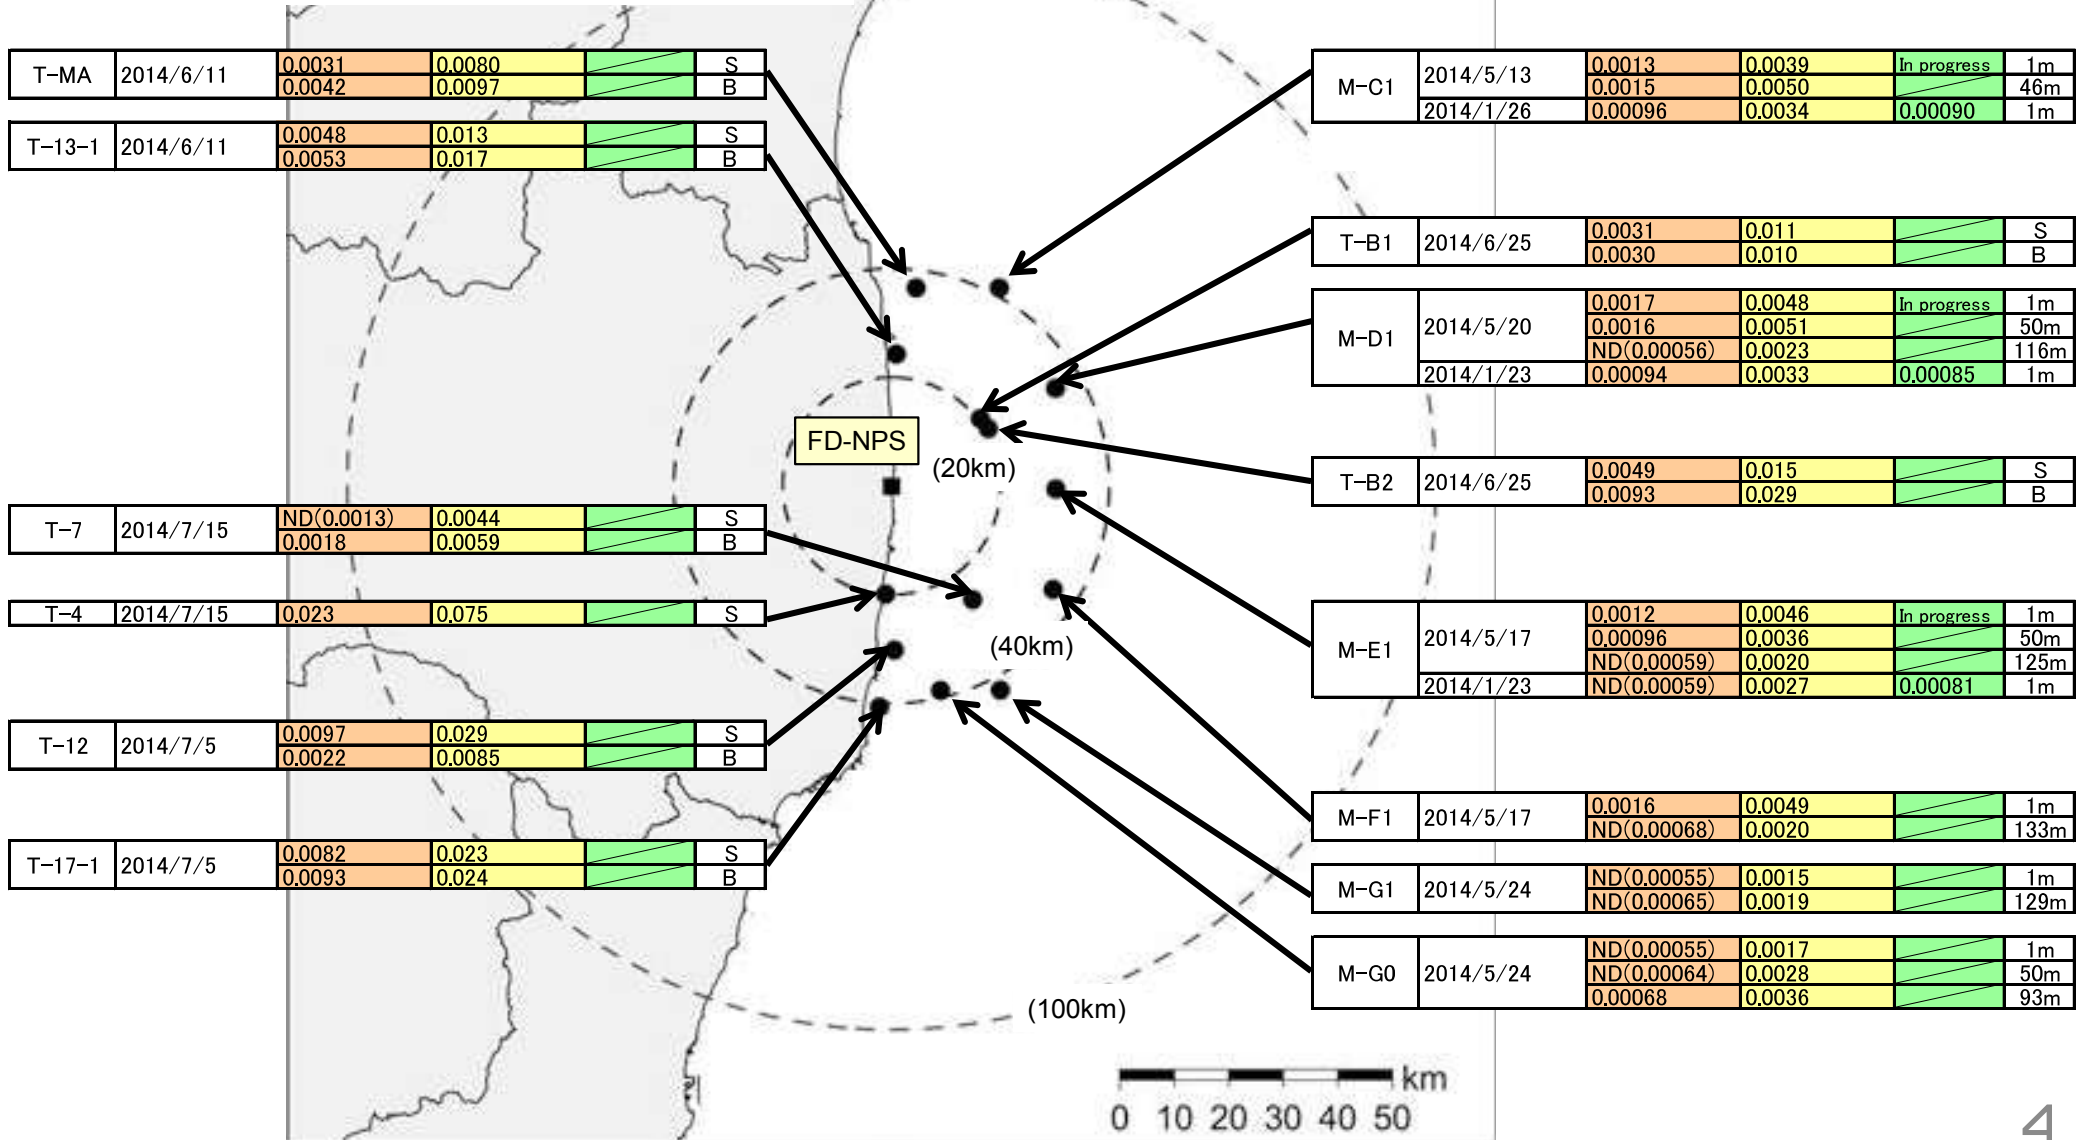 T-MA 2014/6/11 0.0031 0.0080 S
0.0042 0.0097 B
T-13-1 2014/6/11 0.0048 0.013 S
0.0053 0.017 B
T-7 2014/7/15 ND(0.0013) 0.0044 S
0.0018 0.0059 B
T-4 2014/7/15 0.023 0.075 S
T-12 2014/7/5 0.0097 0.029 S
0.0022 0.0085 B
T-17-1 2014/7/5 0.0082 0.023 S
0.0093 0.024 B
FD-NPS
(20km)
(40km)
(100km)
km
0 10 20 30 40 50
M-C1 2014/5/13 0.0013 0.0039 In progress 1m
0.0015 0.0050 46m
2014/1/26 0.00096 0.0034 0.00090 1m
T-B1 2014/6/25 0.0031 0.011 S
0.0030 0.010 B
M-D1 2014/5/20 0.0017 0.0048 In progress 1m
0.0016 0.0051 50m
ND(0.00056) 0.0023 116m
2014/1/23 0.00094 0.0033 0.00085 1m
T-B2 2014/6/25 0.0049 0.015 S
0.0093 0.029 B
M-E1 2014/5/17 0.0012 0.0046 In progress 1m
0.00096 0.0036 50m
ND(0.00059) 0.0020 125m
2014/1/23 ND(0.00059) 0.0027 0.00081 1m
M-F1 2014/5/17 0.0016 0.0049 1m
ND(0.00068) 0.0020 133m
M-G1 2014/5/24 ND(0.00055) 0.0015 1m
ND(0.00065) 0.0019 129m
M-G0 2014/5/24 ND(0.00055) 0.0017 1m
ND(0.00064) 0.0028 50m
0.00068 0.0036 93m
4